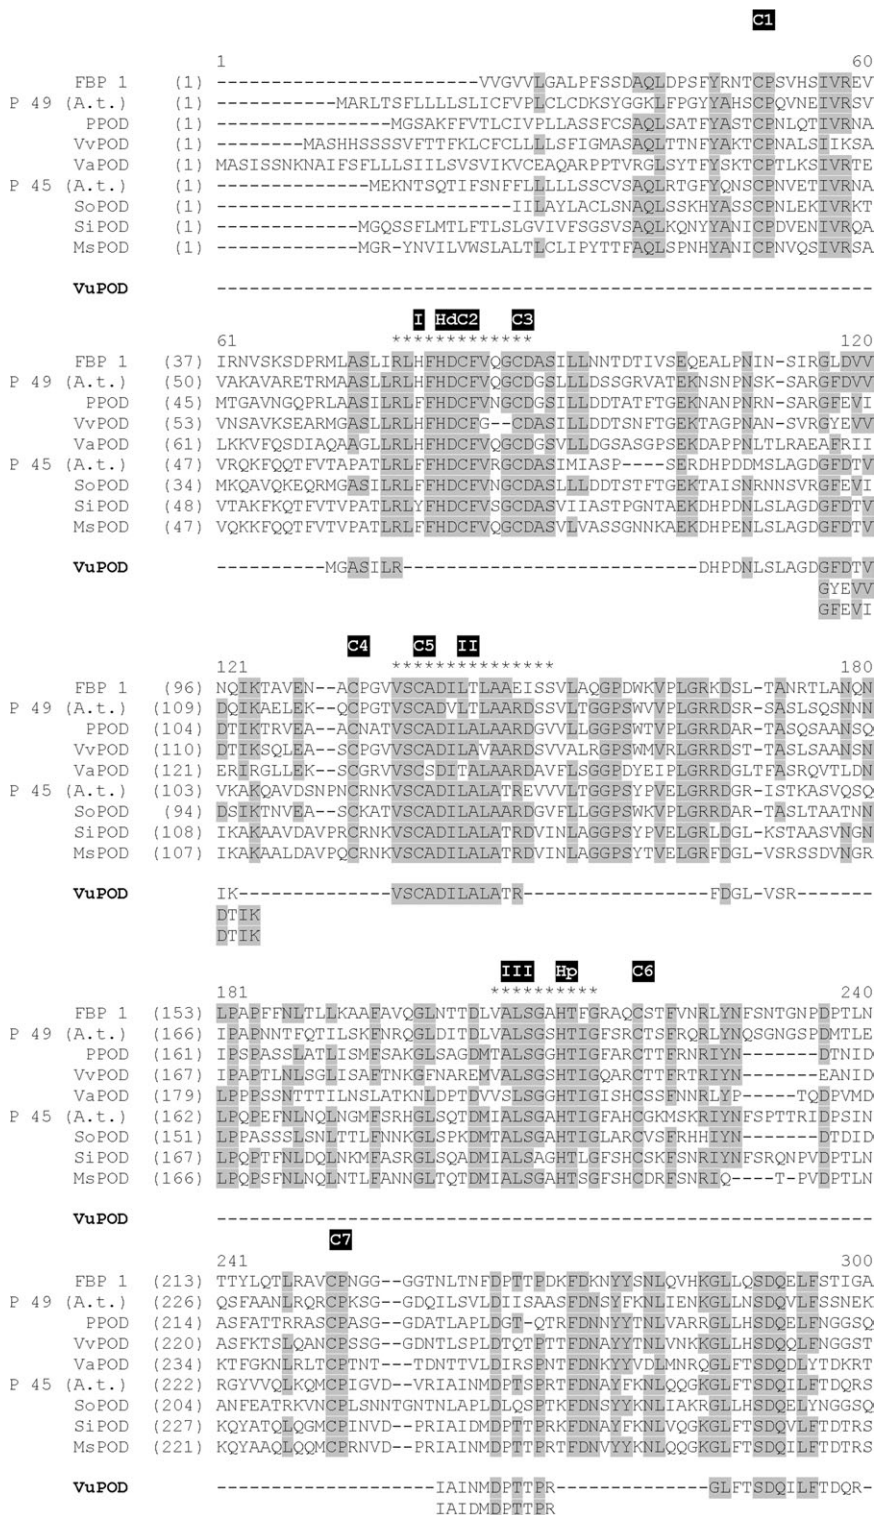 C1
1 60
FBP 1 (1) ------------------------VVGVVLGALPFSSDAQLDPSFYRNTCPSVHSIVREV
P 49 (A.t.) (1) -----------MARLTSFLLLLSLICFVPLCLCDKSYGGKLFPGYYAHSCPQVNEIVRSV
PPOD (1) ----------------MGSAKFFVTLCIVPLLASSFCSAQLSATFYASTCPNLQTIVRNA
VvPOD (1) --------MASHHSSSSVFTTFKLCFCLLLLSFIGMASAQLTTNFYAKTCPNALSIIKSA
VaPOD (1) MASISSNKNAIFSFLLLSIILSVSVIKVCEAQARPPTVRGLSYTFYSKTCPTLKSIVRTE
P 45 (A.t.) (1) --------------MEKNTSQTIFSNFFLLLLLSSCVSAQLRTGFYQNSCPNVETIVRNA
SoPOD (1) ---------------------------IILAYLACLSNAQLSSKHYASSCPNLEKIVRKT
SiPOD (1) -------------MGQSSFLMTLFTLSLGVIVFSGSVSAQLKQNYYANICPDVENIVRQA
MsPOD (1) --------------MGR-YNVILVWSLALTLCLIPYTTFAQLSPNHYANICPNVQSIVRSA
VuPOD ------------------------------------------------------------
I HdC2 C3
61 ************* 120
FBP 1 (37) IRNVSKSDPRMLASLIRLHFHDCFVQGCDASILLNNTDTIVSEQEALPNIN-SIRGLDVV
P 49 (A.t.) (50) VAKAVARETRMAASLLRLHFHDCFVQGCDGSLLLDSSGRVATEKNSNPNSK-SARGFDVV
PPOD (45) MTGAVNGQPRLAASILRLFFHDCFVNGCDGSILLDDTATFTGEKNANPNRN-SARGFEVI
VvPOD (53) VNSAVKSEARMGASLLRLHFHDCFG--CDASILLDDTSNFTGEKTAGPNAN-SVRGYEVV
VaPOD (61) LKKVFQSDIAQAAGLLRLHFHDCFVQGCDGSVLLDGSASGPSEKDAPPNLTLRAEAFRII
P 45 (A.t.) (47) VRQKFQQTFVTAPATLRLFFHDCFVRGCDASIMIASP----SERDHPDDMSLAGDGFDTV
SoPOD (34) MKQAVQKEQRMGASILRLFFHDCFVNGCDASLLLDDTSTFTGEKTAISNRNNSVRGFEVI
SiPOD (48) VTAKFKQTFVTVPATLRLYFHDCFVSGCDASVIIASTPGNTAEKDHPDNLSLAGDGFDTV
MsPOD (47) VQKKFQQTFVTVPATLRLFFHDCFVQGCDASVLVASSGNNKAEKDHPENLSLAGDGFDTV
VuPOD ----------MGASILR---------------------------DHPDNLSLAGDGFDTV
GYEVV
GFEVI
C4 C5 II
121 *************** 180
FBP 1 (96) NQIKTAVEN--ACPGVVSCADILTLAAEISSVLAQGPDWKVPLGRKDSL-TANRTLANQN
P 49 (A.t.) (109) DQIKAELEK--QCPGTVSCADVLTLAARDSSVLTGGPSWVVPLGRRDSR-SASLSQSNNN
PPOD (104) DTIKTRVEA--ACNATVSCADILALAARDGVVLLGGPSWTVPLGRRDAR-TASQSAANSQ
VvPOD (110) DTIKSQLEA--SCPGVVSCADILAVAARDSVVALRGPSWMVRLGRRDST-TASLSAANSN
VaPOD (121) ERIRGLLEK--SCGRVVSCSDITALAARDAVFLSGGPDYEIPLGRRDGLTFASRQVTLDN
P 45 (A.t.) (103) VKAKQAVDSNPNCRNKVSCADILALATREVVVLTGGPSYPVELGRRDGR-ISTKASVQSQ
SoPOD (94) DSIKTNVEA--SCKATVSCADILALAARDGVFLLGGPSWKVPLGRRDAR-TASLTAATNN
SiPOD (108) IKAKAAVDAVPRCRNKVSCADILALATRDVINLAGGPSYPVELGRLDGL-KSTAASVNGN
MsPOD (107) IKAKAALDAVPQCRNKVSCADILALATRDVINLAGGPSYTVELGRFDGL-VSRSSDVNGR
VuPOD IK--------------VSCADILALATR-----------------FDGL-VSR-------
DTIK
DTIK
III Hp C6
181 ********** 240
FBP 1 (153) LPAPFFNLTLLKAAFAVQGLNTTDLVALSGAHTFGRAQCSTFVNRLYNFSNTGNPDPTLN
P 49 (A.t.) (166) IPAPNNTFQTILSKFNRQGLDITDLVALSGSHTIGFSRCTSFRQRLYNQSGNGSPDMTLE
PPOD (161) IPSPASSLATLISMFSAKGLSAGDMTALSGSHTIGFARCTTFRNRIYN-------DTNID
VvPOD (167) IPAPTLNLSGLISAFTNKGFNAREMVALSGSHTIGQARCTTFRTRIYN-------EANID
VaPOD (179) LPPPSSNTTTILNSLATKNLDPTDVVSLSGGHTIGISHCSSFNNRLYP----TQDPVMD
P 45 (A.t.) (162) LPQPEFNLNQLNGMFSRHGLSQTDMIALSGAHTIGFAHCGKMSKRIYNFSPTTRIDPSIN
SoPOD (151) LPPASSSLSNLTTLFNNKGLSPKDMTALSGAHTIGLARCVSFRHHIYN-------DTDID
SiPOD (167) LPQPTFNLDQLNKMFASRGLSQADMIALSAGHTLGFSHCSKFSNRIYNFSRQNPVDPTLN
MsPOD (166) LPQPSFNLNQLNTLFANNGLTQTDMIALSGAHTSGFSHCDRFSNRIQ---T-PVDPTLN
VuPOD ------------------------------------------------------------
C7
241 300
FBP 1 (213) TTYLQTLRAVCPNGG--GGTNLTNFDPTTPDKFDKNYYSNLQVHKGLLQSDQELFSTIGA
P 49 (A.t.) (226) QSFAANLRQRCPKSG--GDQILSVLDIISAASFDNSYFKNLIENKGLLNSDQVLFSSNEK
PPOD (214) ASFATTRRASCPASG--GDATLAPLDGT-QTRFDNNYYTNLVARRGLLHSDQELFNGGSQ
VvPOD (220) ASFKTSLQANCPSSG--GDNTLSPLDTQTPTTFDNAYYTNLVNKKGLLHSDQQLFNGGST
VaPOD (234) KTFGKNLRLTCPTNT---TDNTTVLDIRSPNTFDNKYYVDLMNRQGLFTSDQDLYTDKRT
P 45 (A.t.) (222) RGYVVQLKQMCPIGVD--VRIAINMDPTSPRTFDNAYFKNLQQGKGLFTSDQILFTDQRS
SoPOD (204) ANFEATRKVNCPLSNNTGNTNLAPLDLQSPTKFDNSYYKNLIAKRGLLHSDQELYNGGSQ
SiPOD (227) KQYATQLQGMCPINVD--PRIAIDMDPTTPRKFDNAYYKNLVQGKGLFTSDQVLFTDTRS
MsPOD (221) KQYAAQLQQMCPRNVD--PRIAINMDPTTPRTFDNVYYKNLQQGKGLFTSDQILFTDTRS
VuPOD --------------------IAINMDPTTPR--------------GLFTSDQILFTDQR-
IAIDMDPTTPR